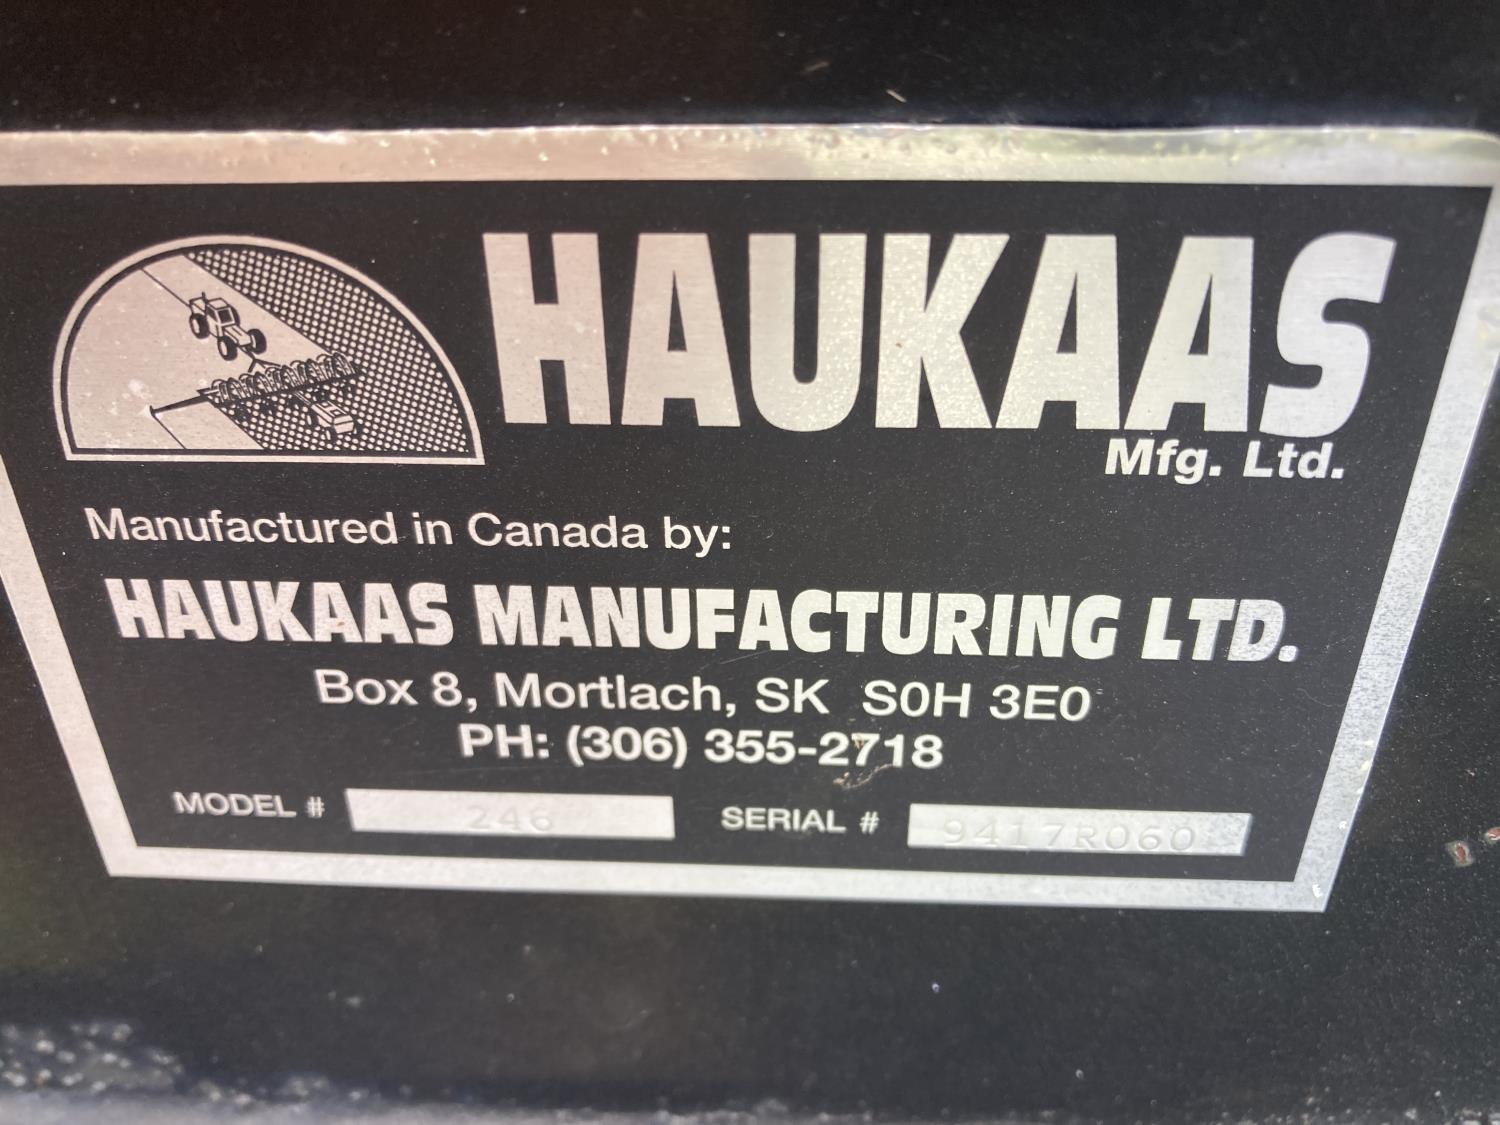 HAUKAAS
Mfg. Ltd.
Manufactured in Canada by:
HAUKAAS MANUFACTURING LTD.
Box 8, Mortlach, SK S0H 3E0
PH: (306) 355-2718
MODEL # 246 SERIAL # 9417R060